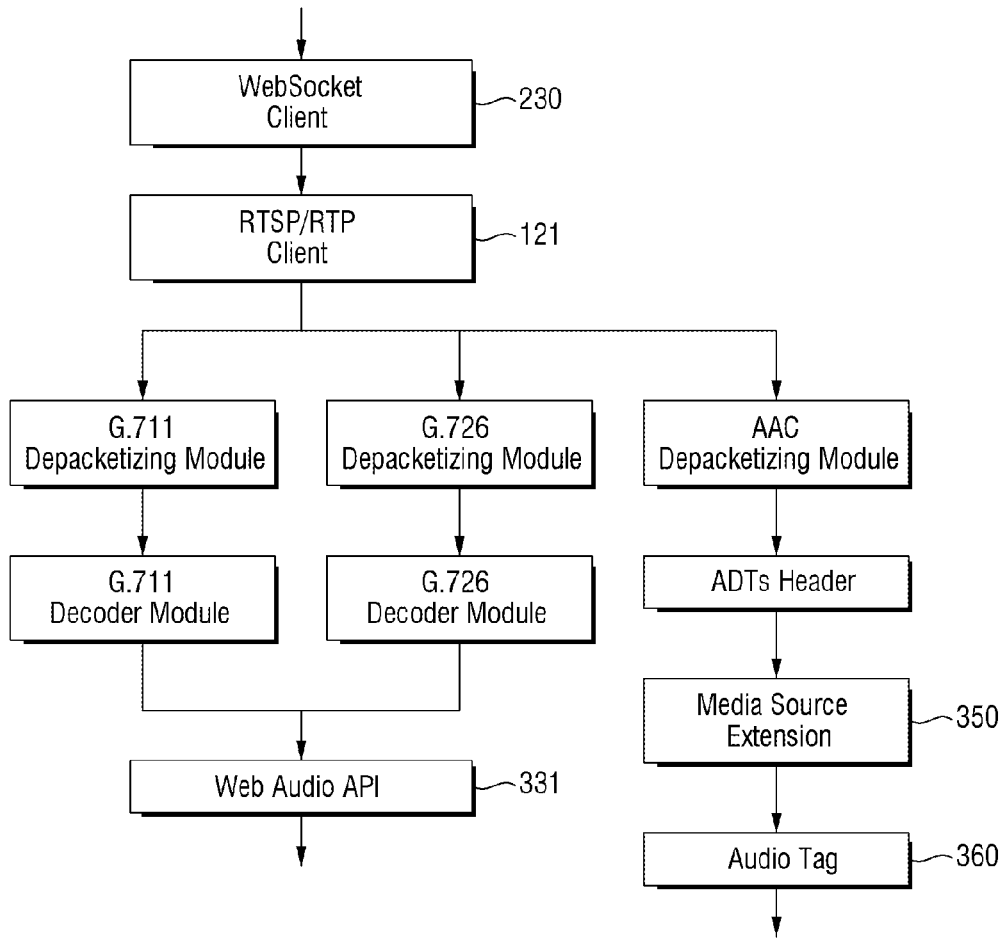 WebSocket
Client
230
RTSP/RTP
Client
121
G.711
Depacketizing Module
G.726
Depacketizing Module
AAC
Depacketizing Module
G.711
Decoder Module
G.726
Decoder Module
ADTs Header
Media Source
Extension
350
Web Audio API
331
Audio Tag
360